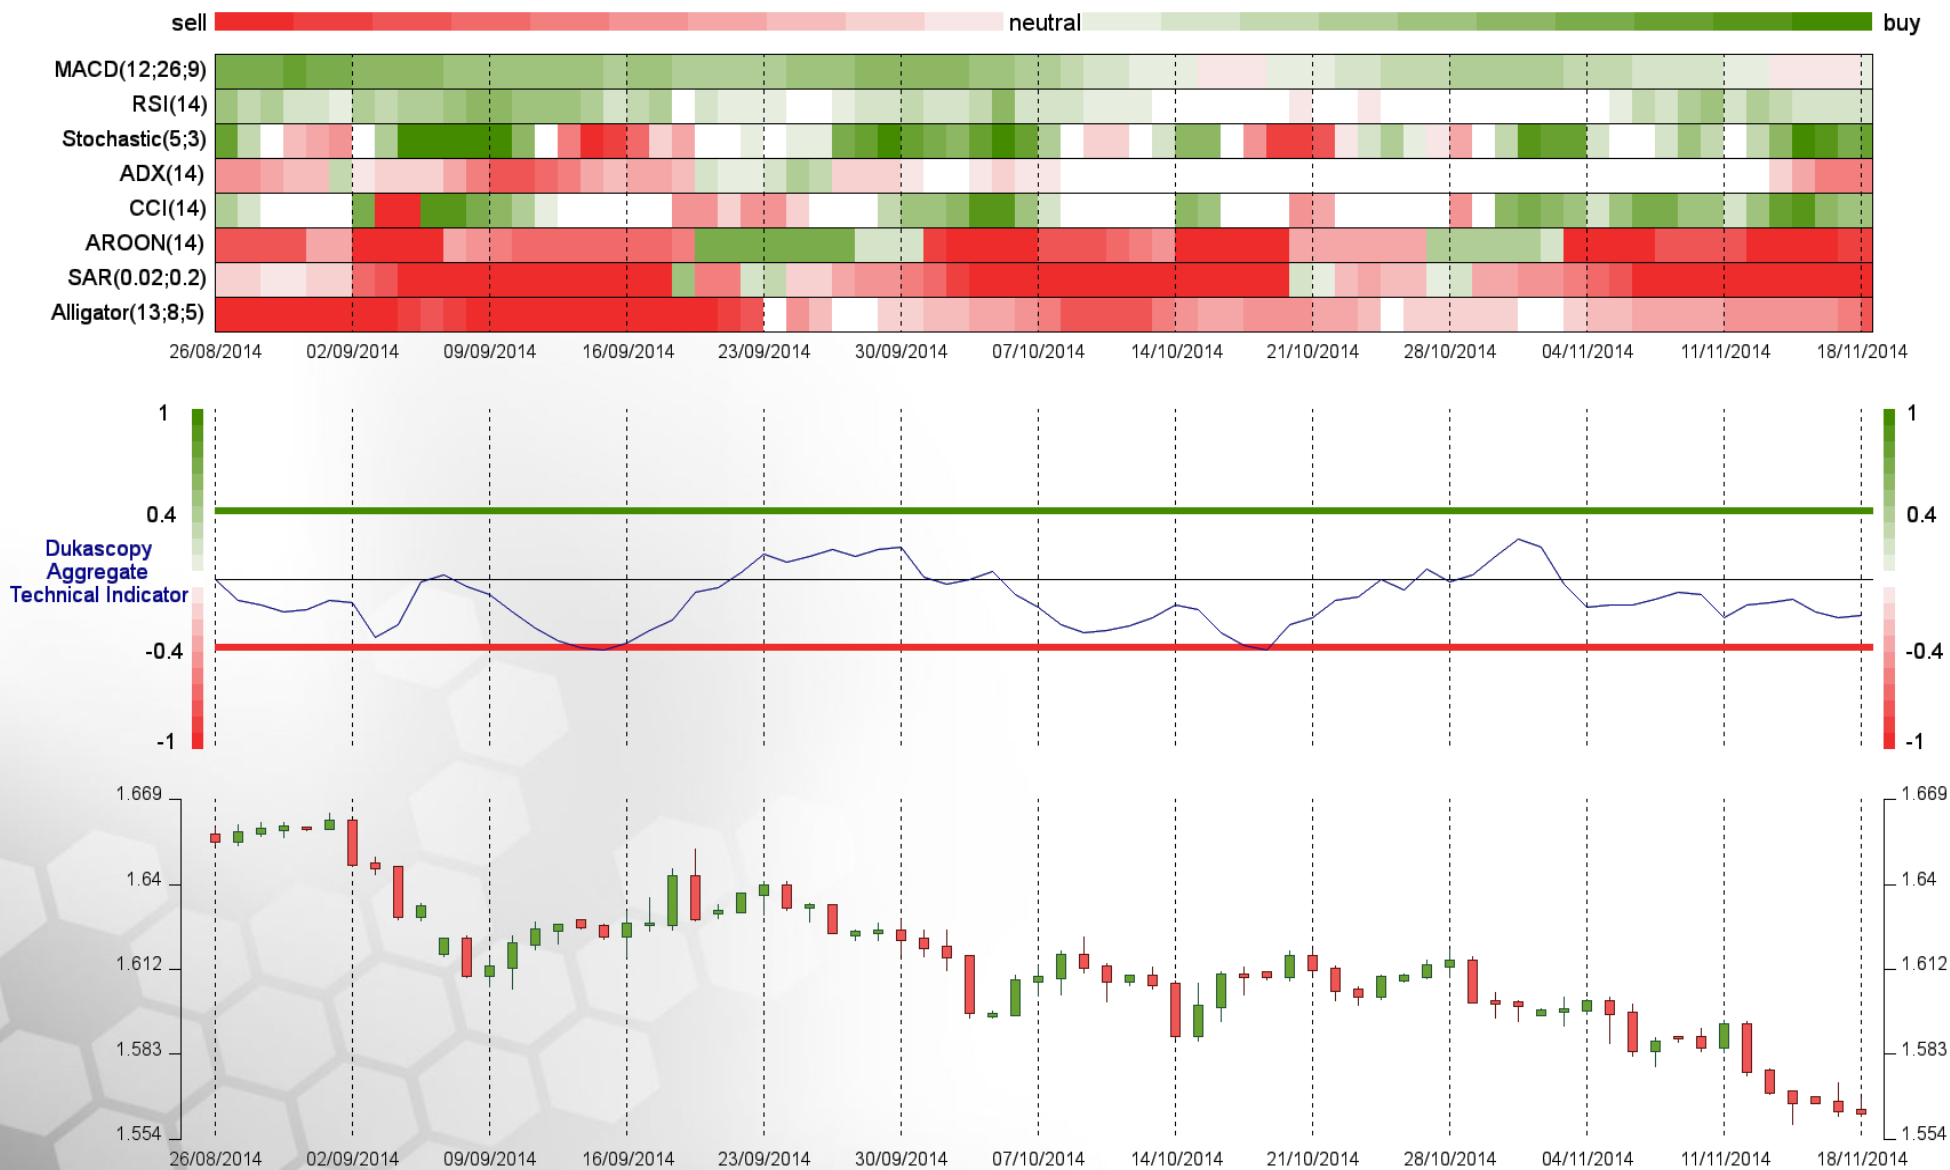 sell neutral buy
MACD(12;26;9)
RSI(14)
Stochastic(5;3)
ADX(14)
CCI(14)
AROON(14)
SAR(0.02;0.2)
Alligator(13;8;5)
26/08/2014 02/09/2014 09/09/2014 16/09/2014 23/09/2014 30/09/2014 07/10/2014 14/10/2014 21/10/2014 28/10/2014 04/11/2014 11/11/2014 18/11/2014
1 1
0.4 0.4
Dukascopy
Aggregate
Technical Indicator
-0.4 -0.4
-1 -1
1.669 1.669
1.64 1.64
1.612 1.612
1.583 1.583
1.554 1.554
26/08/2014 02/09/2014 09/09/2014 16/09/2014 23/09/2014 30/09/2014 07/10/2014 14/10/2014 21/10/2014 28/10/2014 04/11/2014 11/11/2014 18/11/2014